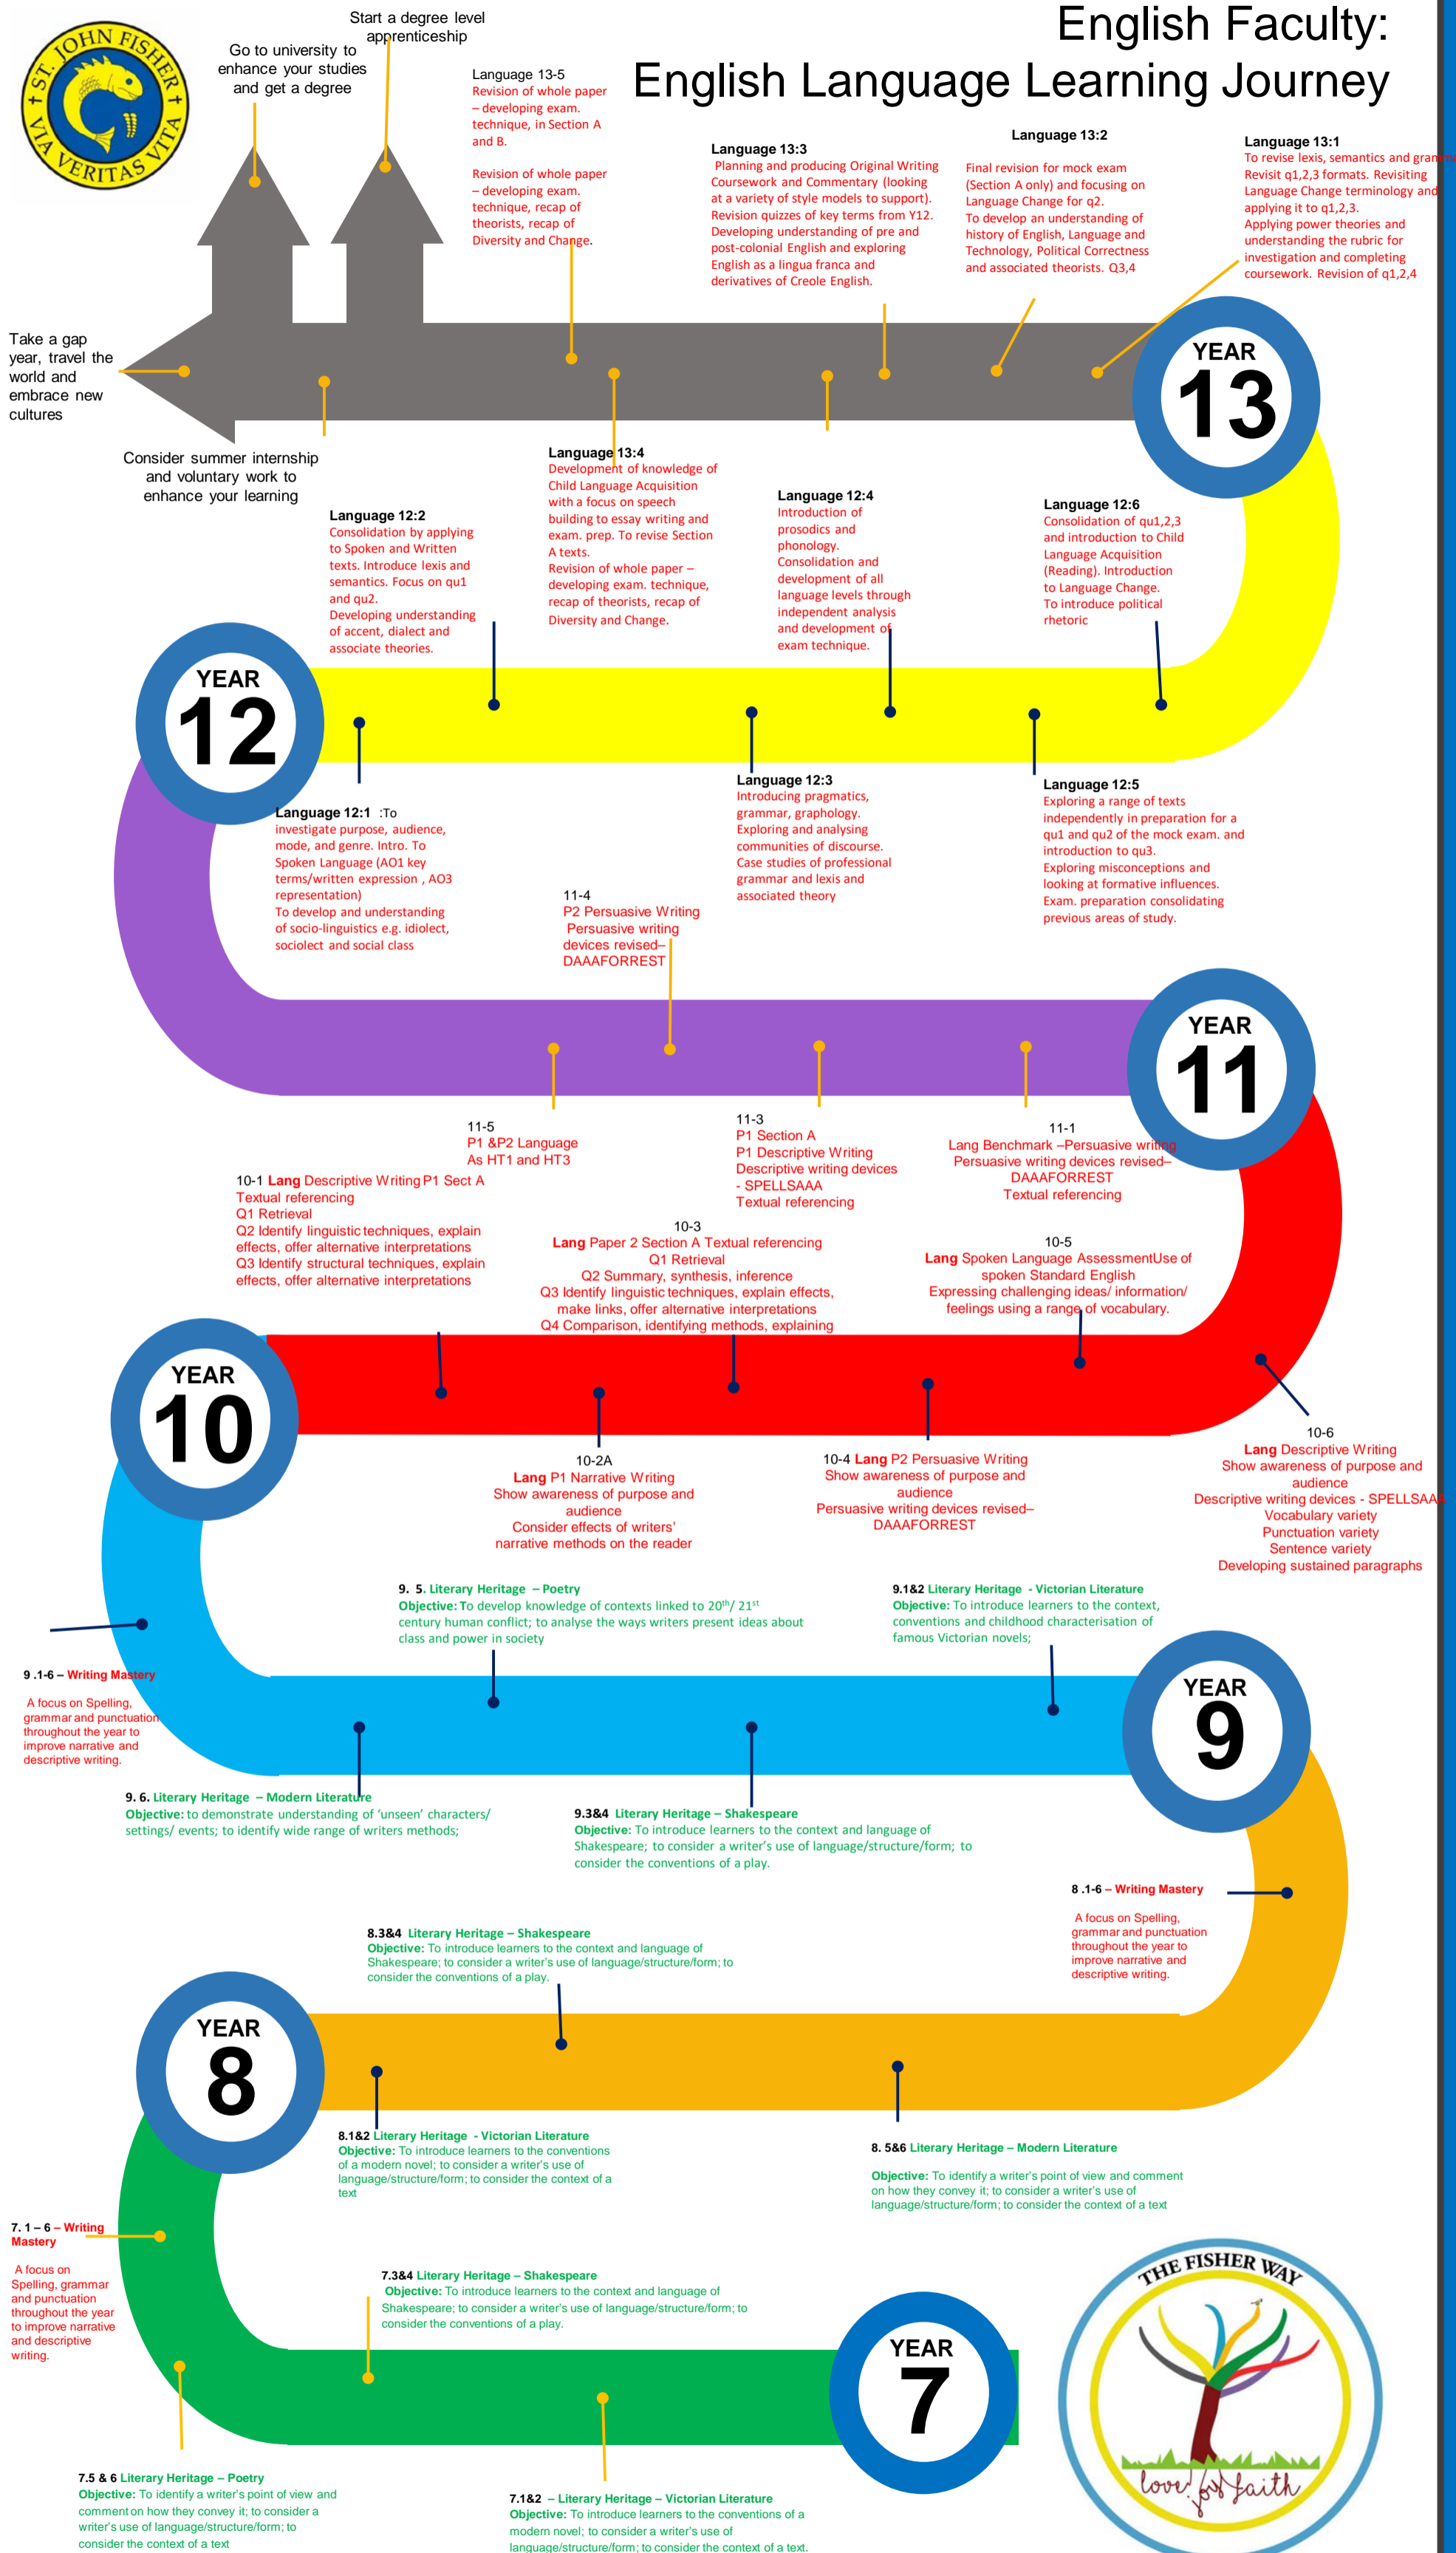 English Faculty:
English Language Learning Journey
ST. JOHN FISHER
VIA VERITAS VITA
Go to university to
enhance your studies
and get a degree
Start a degree level
apprenticeship
Language 13-5
Revision of whole paper
– developing exam.
technique, in Section A
and B.
Revision of whole paper
– developing exam.
technique, recap of
theorists, recap of
Diversity and Change.
Language 13:3
Planning and producing Original Writing
Coursework and Commentary (looking
at a variety of style models to support).
Revision quizzes of key terms from Y12.
Developing understanding of pre and
post-colonial English and exploring
English as a lingua franca and
derivatives of Creole English.
Language 13:2
Final revision for mock exam
(Section A only) and focusing on
Language Change for q2.
To develop an understanding of
history of English, Language and
Technology, Political Correctness
and associated theorists. Q3,4
Language 13:1
To revise lexis, semantics and
Revisit q1,2,3 formats. Revisiting
Language Change terminology and
applying it to q1,2,3.
Applying power theories and
understanding the rubric for
investigation and completing
coursework. Revision of q1,2,4
Take a gap
year, travel the
world and
embrace new
cultures
YEAR
13
Consider summer internship
and voluntary work to
enhance your learning
Language 12:2
Consolidation by applying
to Spoken and Written
texts. Introduce lexis and
semantics. Focus on qu1
and qu2.
Developing understanding
of accent, dialect and
associate theories.
Language 13:4
Development of knowledge of
Child Language Acquisition
with a focus on speech
building to essay writing and
exam. prep. To revise Section
A texts.
Revision of whole paper –
developing exam. technique,
recap of theorists, recap of
Diversity and Change.
Language 12:4
Introduction of
prosodics and
phonology.
Consolidation and
development of all
language levels through
independent analysis
and development of
exam technique.
Language 12:6
Consolidation of qu1,2,3
and introduction to Child
Language Acquisition
(Reading). Introduction
to Language Change.
To introduce political
rhetoric
YEAR
12
Language 12:1 :To
investigate purpose, audience,
mode, and genre. Intro. To
Spoken Language (AO1 key
terms/written expression , AO3
representation)
To develop and understanding
of socio-linguistics e.g. idiolect,
sociolect and social class
Language 12:3
Introducing pragmatics,
grammar, graphology.
Exploring and analysing
communities of discourse.
Case studies of professional
grammar and lexis and
associated theory
Language 12:5
Exploring a range of texts
independently in preparation for a
qu1 and qu2 of the mock exam. and
introduction to qu3.
Exploring misconceptions and
looking at formative influences.
Exam. preparation consolidating
previous areas of study.
11-4
P2 Persuasive Writing
Persuasive writing
devices revised–
DAAAFORREST
YEAR
11
11-5
P1 &P2 Language
As HT1 and HT3
11-3
P1 Section A
P1 Descriptive Writing
Descriptive writing devices
- SPELLSAAA
Textual referencing
11-1
Lang Benchmark –Persuasive writing
Persuasive writing devices revised–
DAAAFORREST
Textual referencing
10-1 Lang Descriptive Writing P1 Sect A
Textual referencing
Q1 Retrieval
Q2 Identify linguistic techniques, explain
effects, offer alternative interpretations
Q3 Identify structural techniques, explain
effects, offer alternative interpretations
10-3
Lang Paper 2 Section A Textual referencing
Q1 Retrieval
Q2 Summary, synthesis, inference
Q3 Identify linguistic techniques, explain effects,
make links, offer alternative interpretations
Q4 Comparison, identifying methods, explaining
10-5
Lang Spoken Language AssessmentUse of
spoken Standard English
Expressing challenging ideas/ information/
feelings using a range of vocabulary.
YEAR
10
10-2A
Lang P1 Narrative Writing
Show awareness of purpose and
audience
Consider effects of writers'
narrative methods on the reader
10-4 Lang P2 Persuasive Writing
Show awareness of purpose and
audience
Persuasive writing devices revised–
DAAAFORREST
10-6
Lang Descriptive Writing
Show awareness of purpose and
audience
Descriptive writing devices - SPELLSAAA
Vocabulary variety
Punctuation variety
Sentence variety
Developing sustained paragraphs
9. 5. Literary Heritage – Poetry
Objective: To develop knowledge of contexts linked to 20th/ 21st
century human conflict; to analyse the ways writers present ideas about
class and power in society
9.1&2 Literary Heritage - Victorian Literature
Objective: To introduce learners to the context,
conventions and childhood characterisation of
famous Victorian novels;
9 .1-6 – Writing Mastery
A focus on Spelling,
grammar and punctuation
throughout the year to
improve narrative and
descriptive writing.
YEAR
9
9. 6. Literary Heritage – Modern Literature
Objective: to demonstrate understanding of 'unseen' characters/
settings/ events; to identify wide range of writers methods;
9.3&4 Literary Heritage – Shakespeare
Objective: To introduce learners to the context and language of
Shakespeare; to consider a writer's use of language/structure/form; to
consider the conventions of a play.
8 .1-6 – Writing Mastery
A focus on Spelling,
grammar and punctuation
throughout the year to
improve narrative and
descriptive writing.
8.3&4 Literary Heritage – Shakespeare
Objective: To introduce learners to the context and language of
Shakespeare; to consider a writer's use of language/structure/form; to
consider the conventions of a play.
YEAR
8
8.1&2 Literary Heritage - Victorian Literature
Objective: To introduce learners to the conventions
of a modern novel; to consider a writer's use of
language/structure/form; to consider the context of a
text
8. 5&6 Literary Heritage – Modern Literature
Objective: To identify a writer's point of view and comment
on how they convey it; to consider a writer's use of
language/structure/form; to consider the context of a text
7. 1 – 6 – Writing
Mastery
A focus on
Spelling, grammar
and punctuation
throughout the year
to improve narrative
and descriptive
writing.
7.3&4 Literary Heritage – Shakespeare
Objective: To introduce learners to the context and language of
Shakespeare; to consider a writer's use of language/structure/form; to
consider the conventions of a play.
YEAR
7
THE FISHER WAY
love joy faith
7.5 & 6 Literary Heritage – Poetry
Objective: To identify a writer's point of view and
comment on how they convey it; to consider a
writer's use of language/structure/form; to
consider the context of a text
7.1&2 – Literary Heritage – Victorian Literature
Objective: To introduce learners to the conventions of a
modern novel; to consider a writer's use of
language/structure/form; to consider the context of a text.